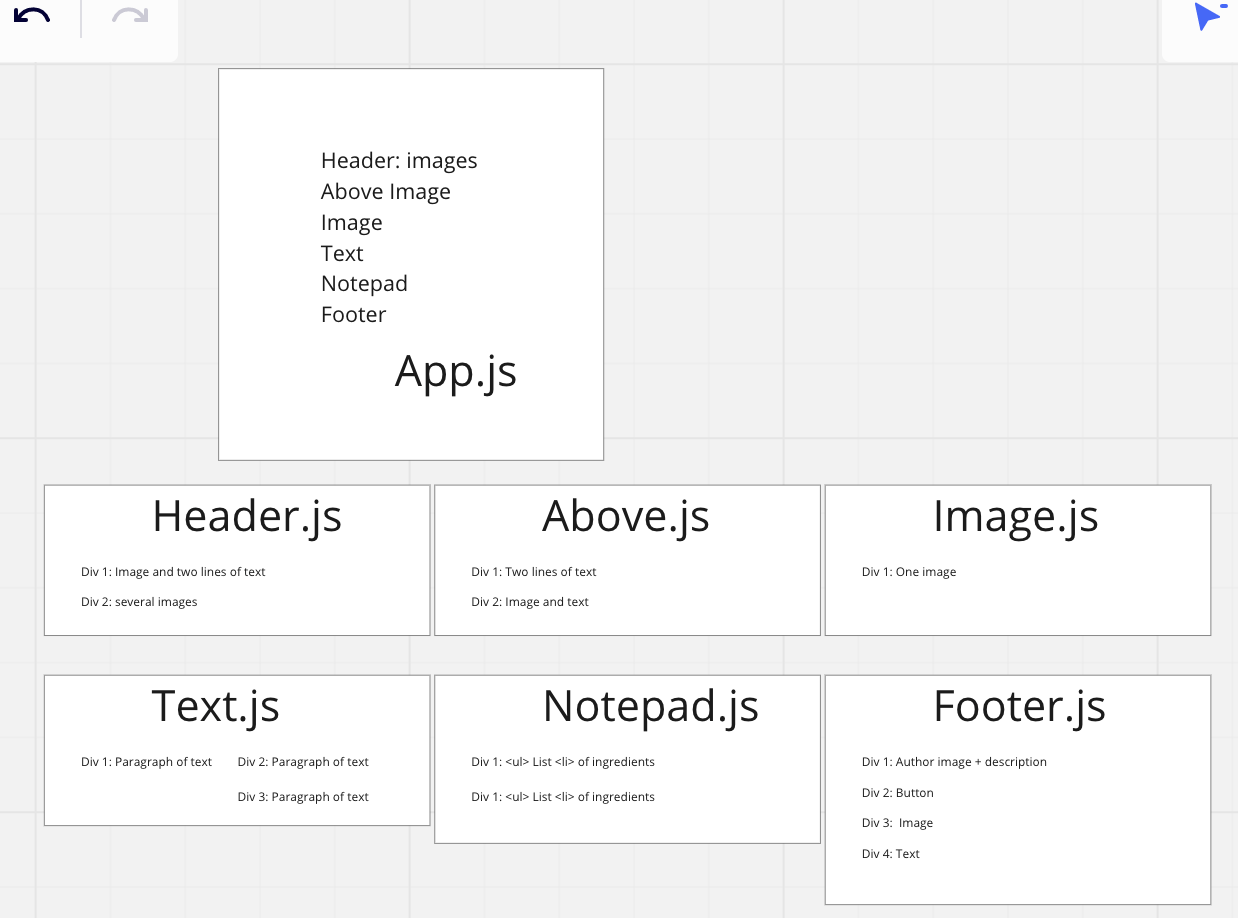 Header: images
Above Image
Image
Text
Notepad
Footer
App.js
Header.js
Div 1: Image and two lines of text
Div 2: several images
Above.js
Div 1: Two lines of text
Div 2: Image and text
Image.js
Div 1: One image
Text.js
Div 1: Paragraph of text
Div 2: Paragraph of text
Div 3: Paragraph of text
Notepad.js
Div 1: <ul> List <li> of ingredients
Div 1: <ul> List <li> of ingredients
Footer.js
Div 1: Author image + description
Div 2: Button
Div 3:  Image
Div 4: Text